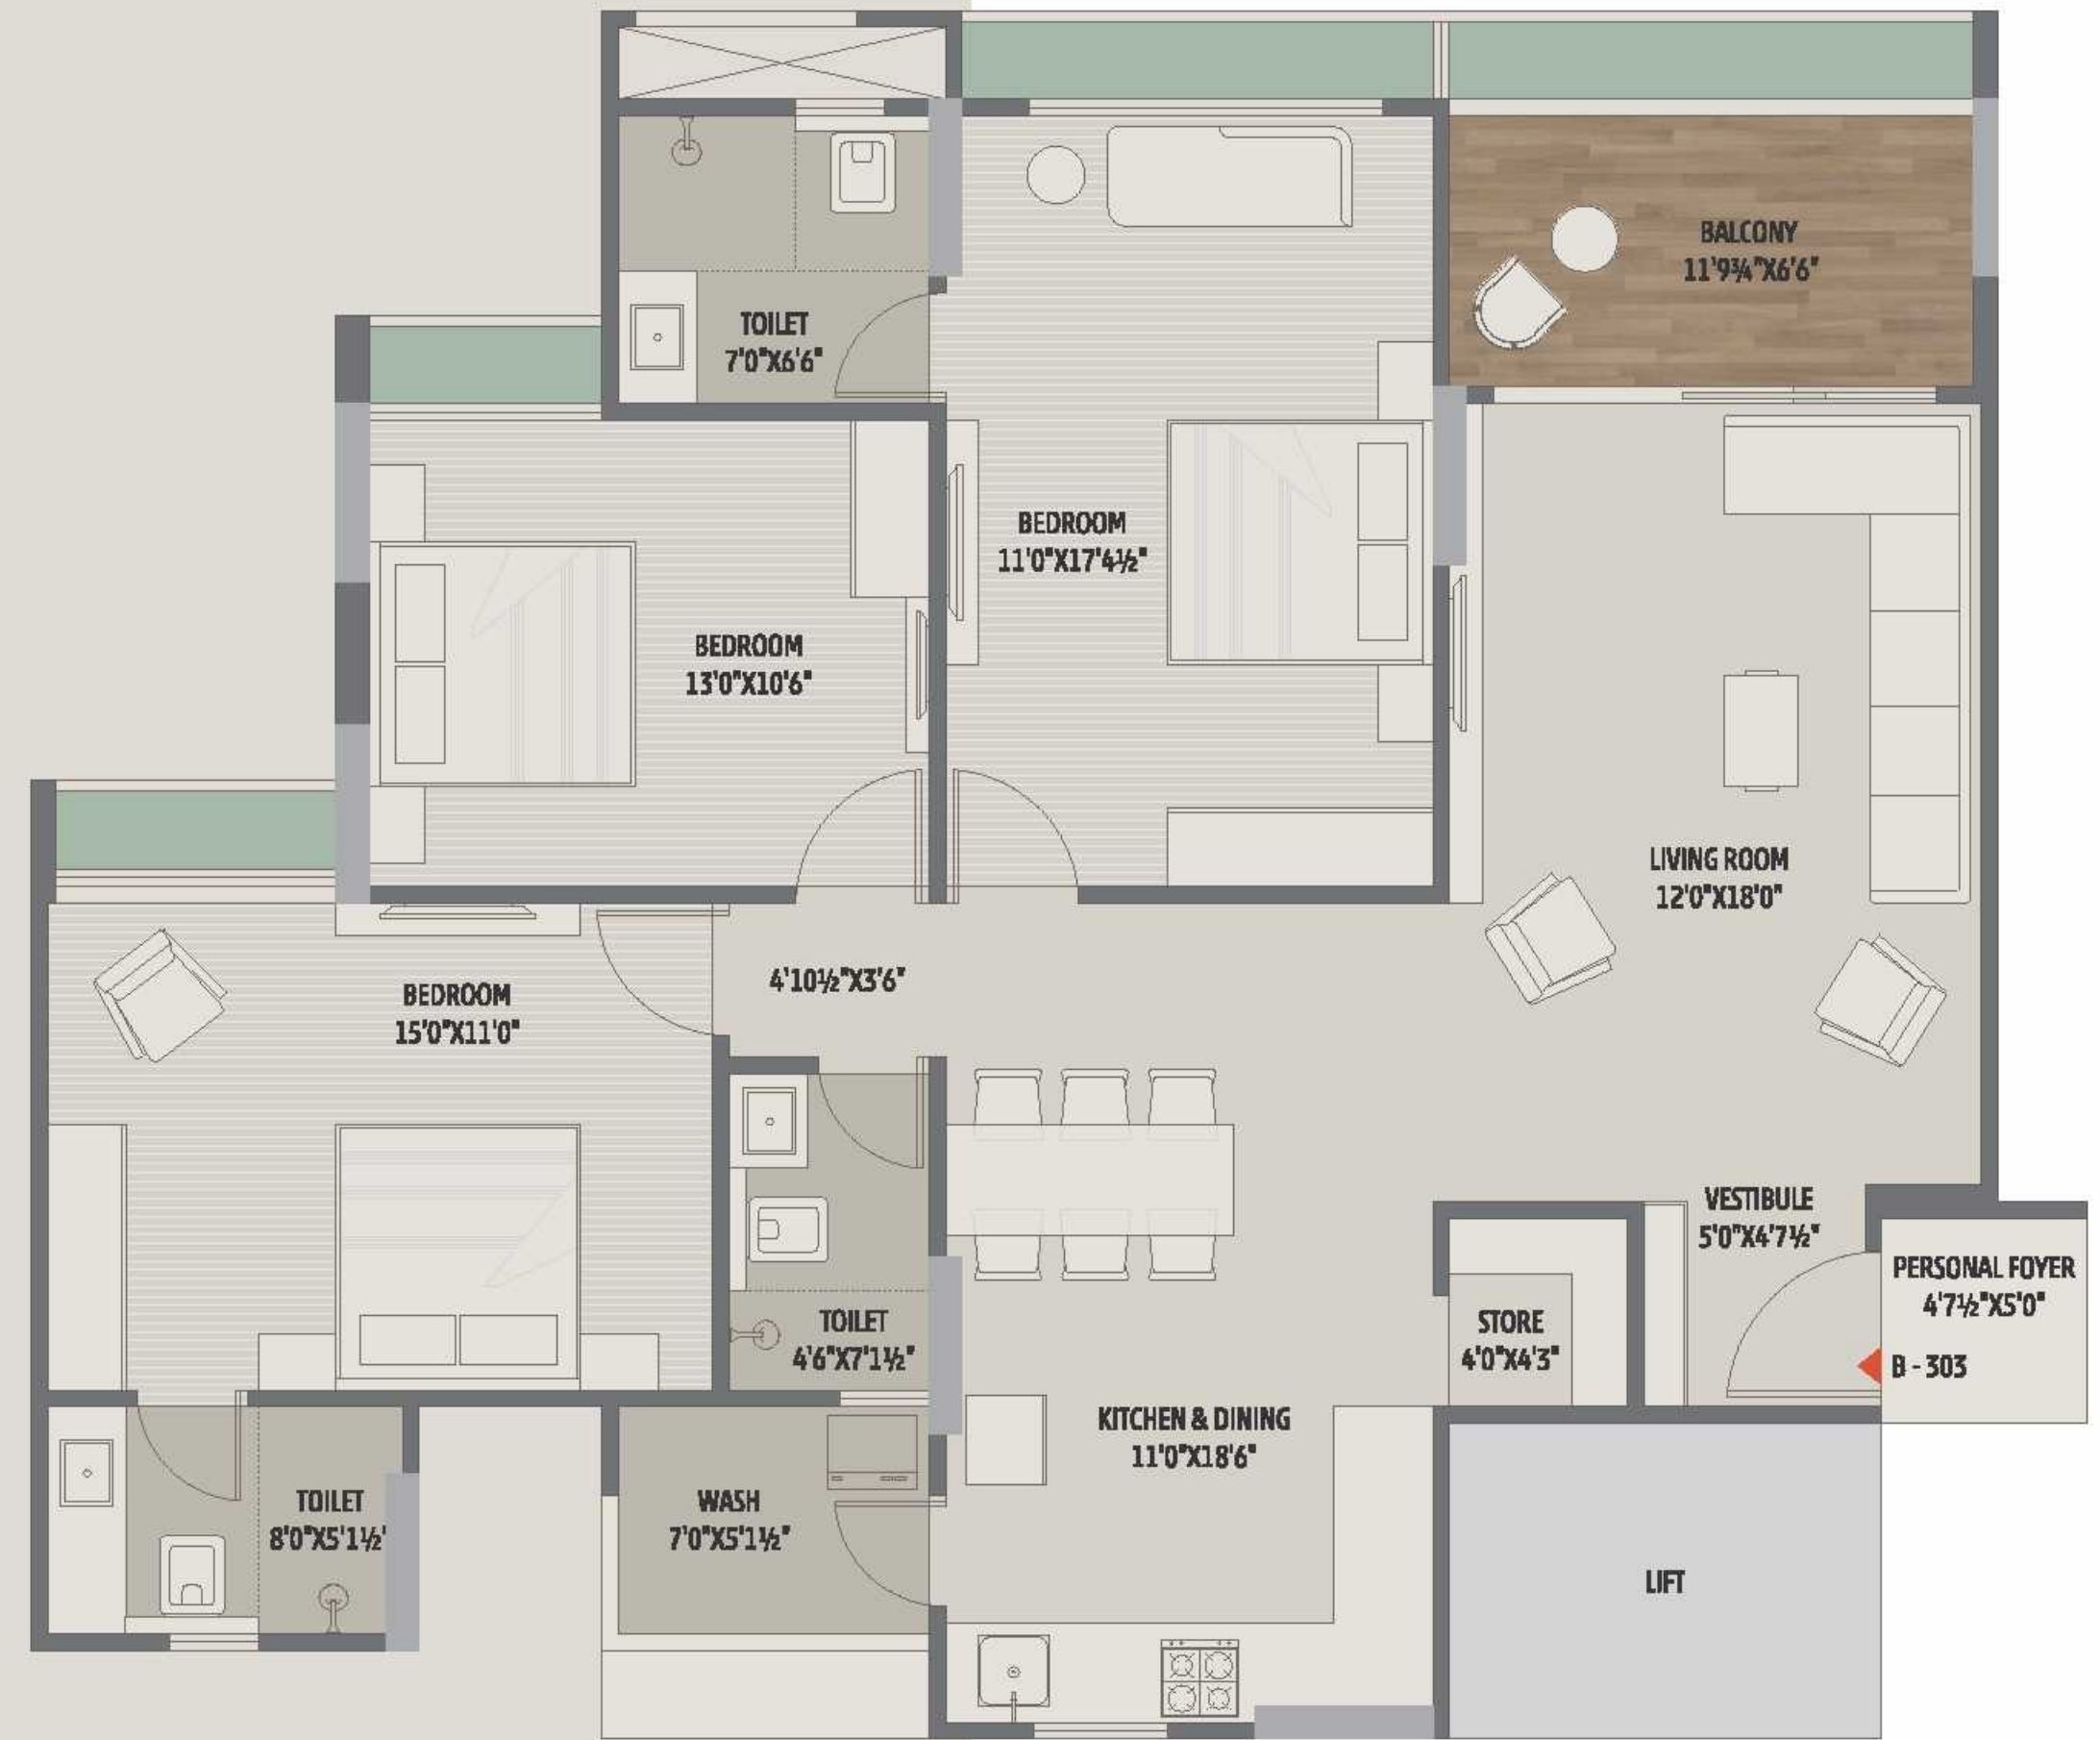 BALCONY
11'9¾"X6'6"
TOILET
7'0"X6'6"
BEDROOM
11'0"X17'4½"
BEDROOM
13'0"X10'6"
LIVING ROOM
12'0"X18'0"
BEDROOM
15'0"X11'0"
4'10½"X3'6"
VESTIBULE
5'0"X4'7½"
PERSONAL FOYER
4'7½"X5'0"
B - 303
TOILET
4'6"X7'1½"
STORE
4'0"X4'3"
KITCHEN & DINING
11'0"X18'6"
TOILET
8'0"X5'1½'
WASH
7'0"X5'1½"
LIFT